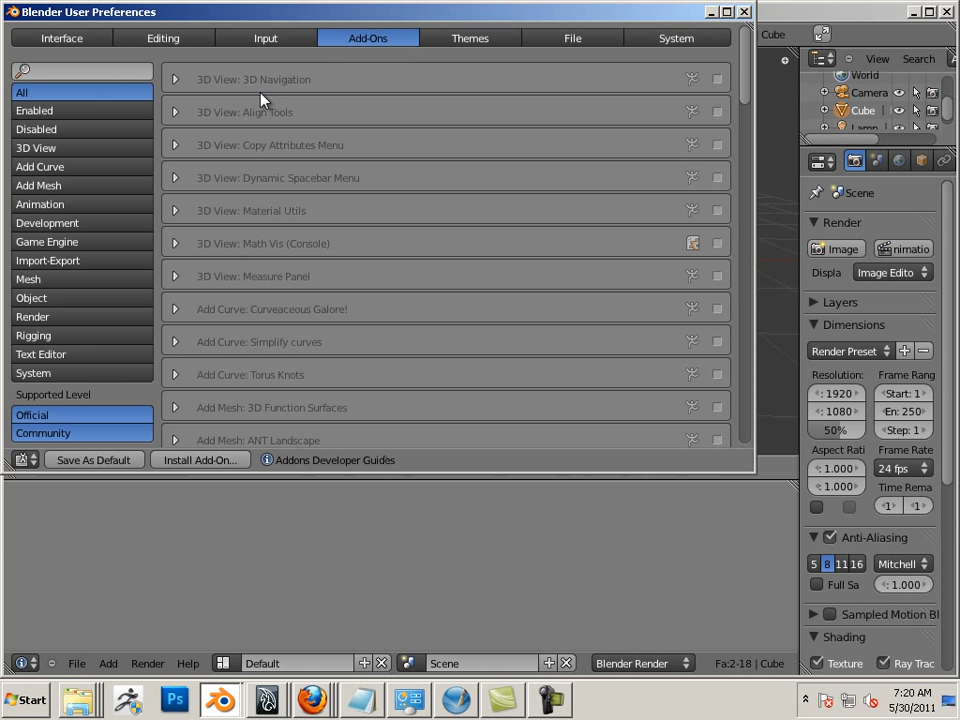 Blender User Preferences
Interface
Editing
Input
Add-Ons
Themes
File
System
Cube
View
Search
All
Enabled
Disabled
3D View
Add Curve
Add Mesh
Animation
Development
Game Engine
Import-Export
Mesh
Object
Render
Rigging
Text Editor
System
Supported Level
Official
Community
3D View: 3D Navigation
3D View: Align Tools
3D View: Copy Attributes Menu
3D View: Dynamic Spacebar Menu
3D View: Material Utils
3D View: Math Vis (Console)
3D View: Measure Panel
Add Curve: Curveaceous Galore!
Add Curve: Simplify curves
Add Curve: Torus Knots
Add Mesh: 3D Function Surfaces
Add Mesh: ANT Landscape
Save As Default
Install Add-On...
Addons Developer Guides
World
Camera
Cube
Lamp
Scene
Render
Image
nimatio
Displa
Image Edito
Layers
Dimensions
Render Preset
Resolution:
Frame Rang
: 1920
Start: 1
: 1080
En: 250
50%
Step: 1
Aspect Rati
Frame Rate
: 1.000
24 fps
: 1.000
Time Rema
1
1
Anti-Aliasing
5
8
11
16
Mitchell
Full Sa
: 1.000
Sampled Motion Bl
Shading
Texture
Ray Trac
File
Add
Render
Help
Default
Scene
Blender Render
Fa:2-18 | Cube
Start
Ps
7:20 AM
5/30/2011